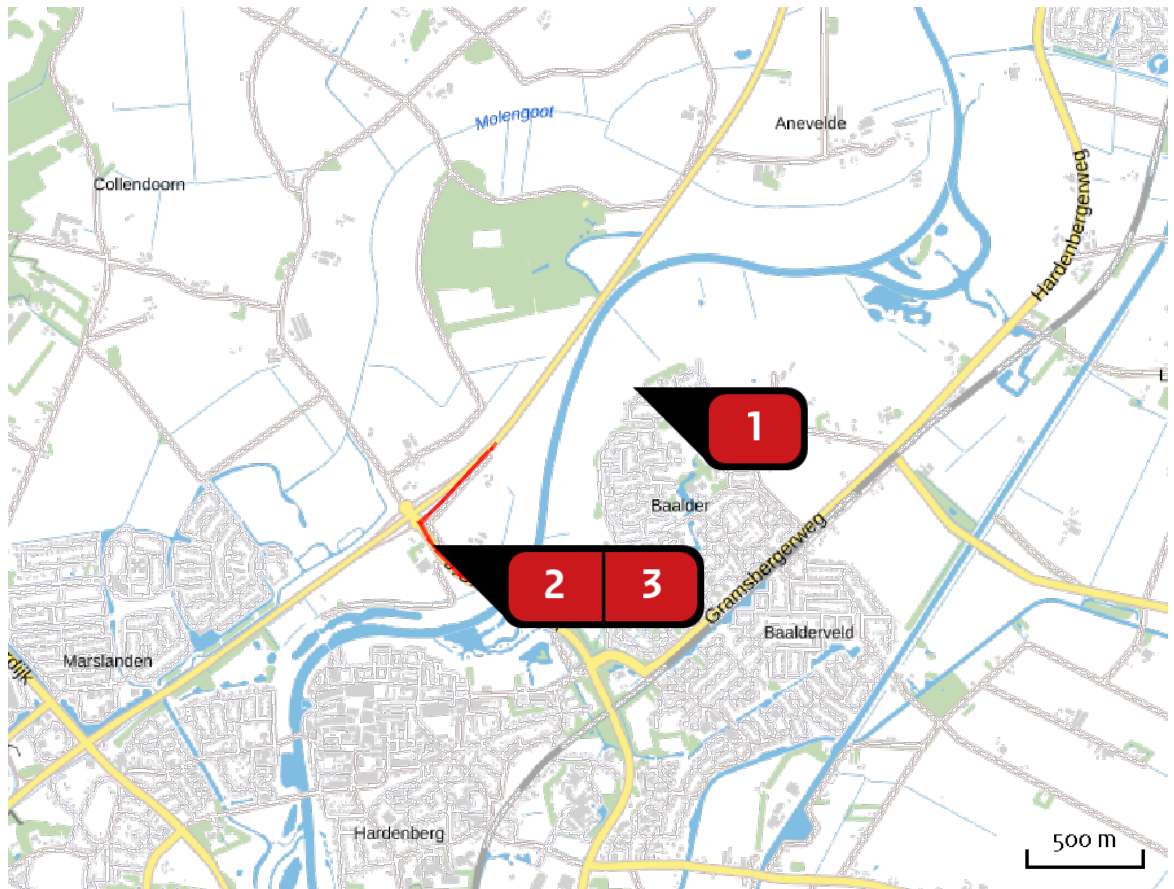 Molengoot
Anevelde
Collendoorn
Hardenbergerweg
1
Baalder
Gramsbergerweg
2 3
Baalderveld
Marslanden
Hardenberg
500 m